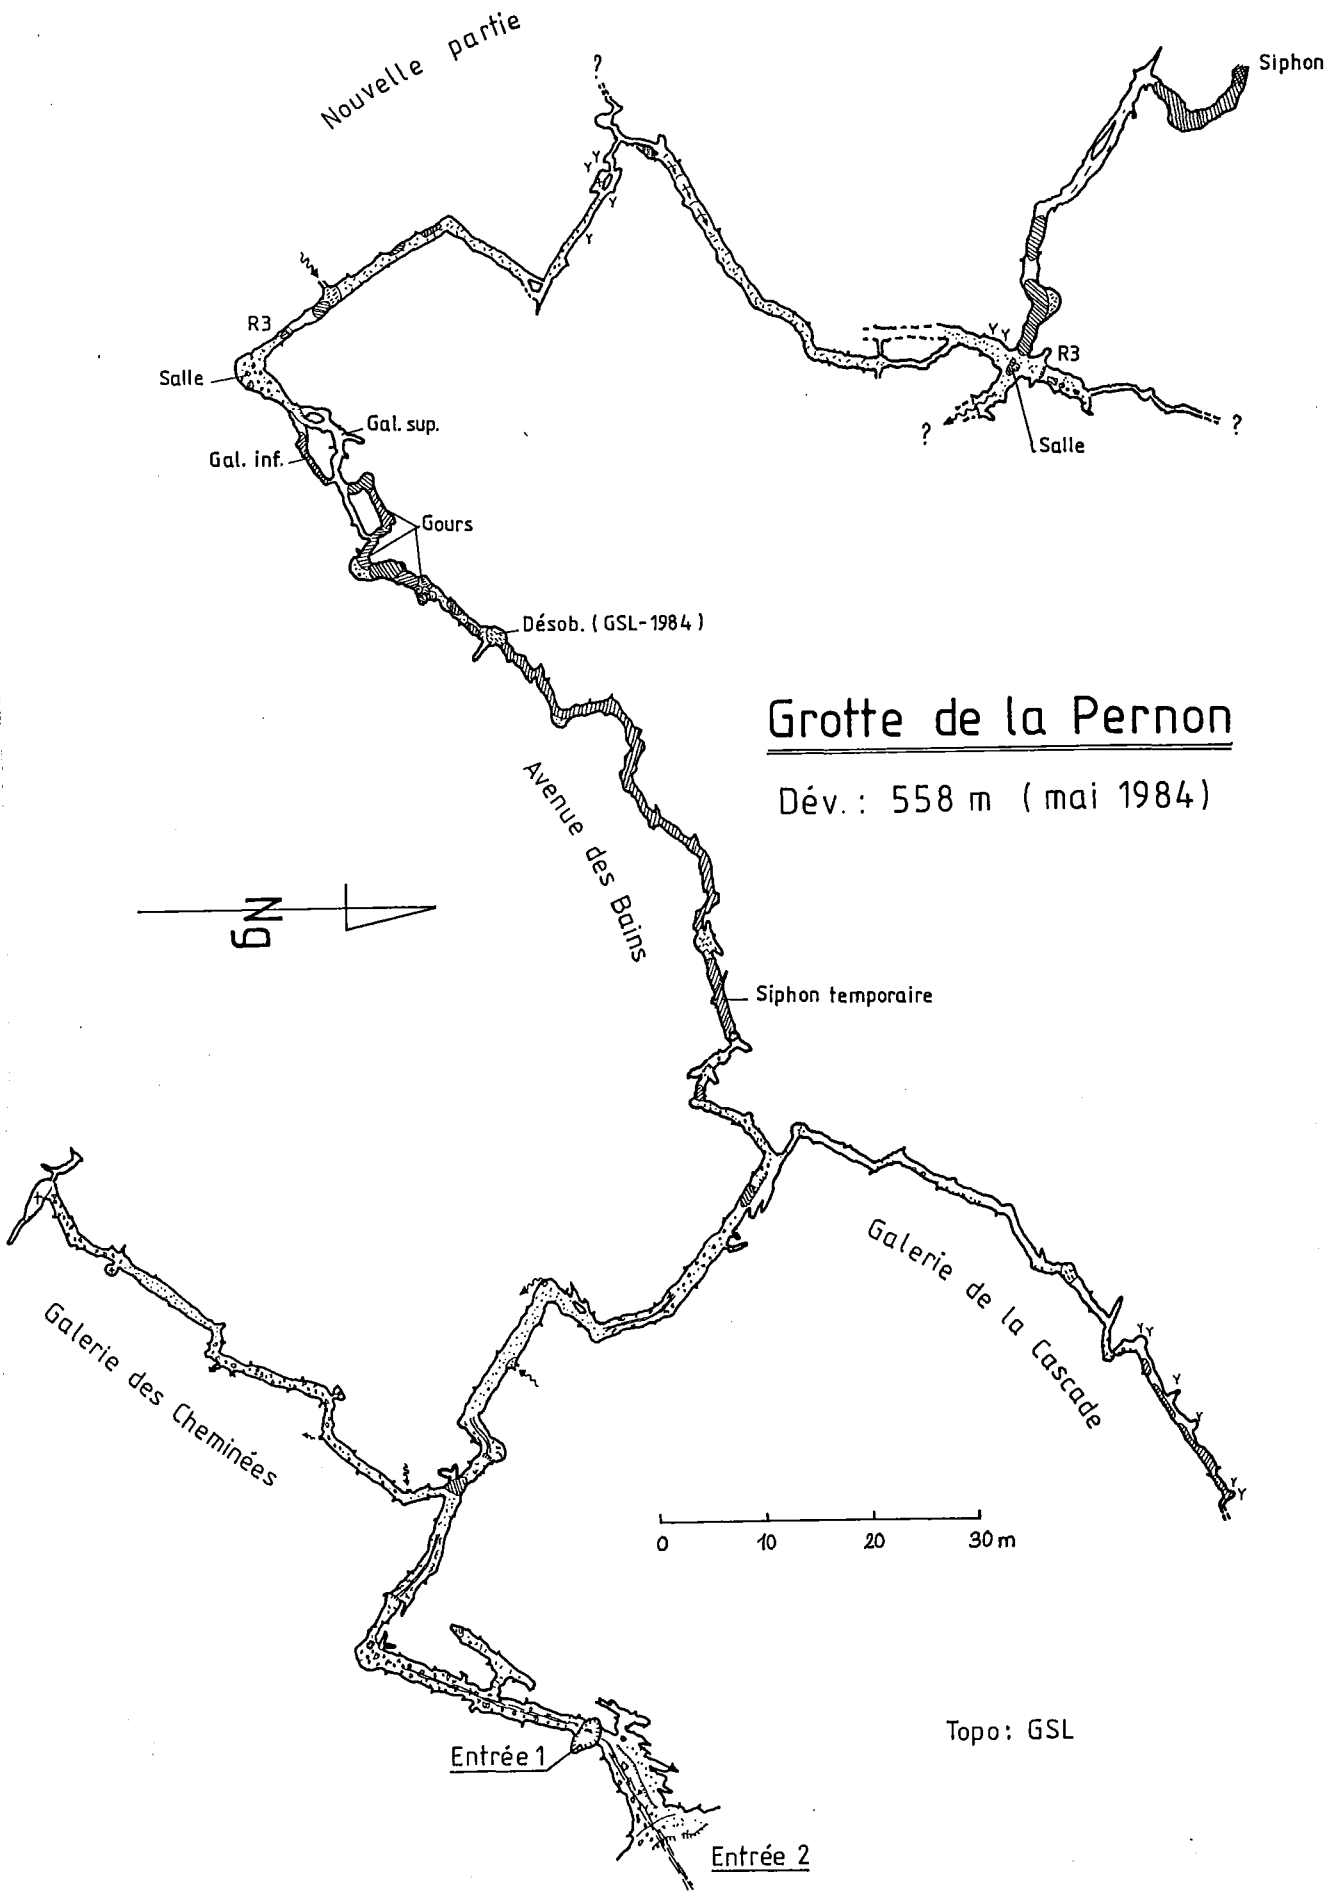 Nouvelle partie
?
Siphon
R3
Salle
Gal. sup.
Gal. inf.
R3
?
?
Salle
Gours
Désob. (GSL-1984)
Grotte de la Pernon
Dév.: 558 m (mai 1984)
Avenue des Bains
Ng
Siphon temporaire
Galerie de la Cascade
Galerie des Cheminées
0 10 20 30 m
Topo: GSL
Entrée 1
Entrée 2